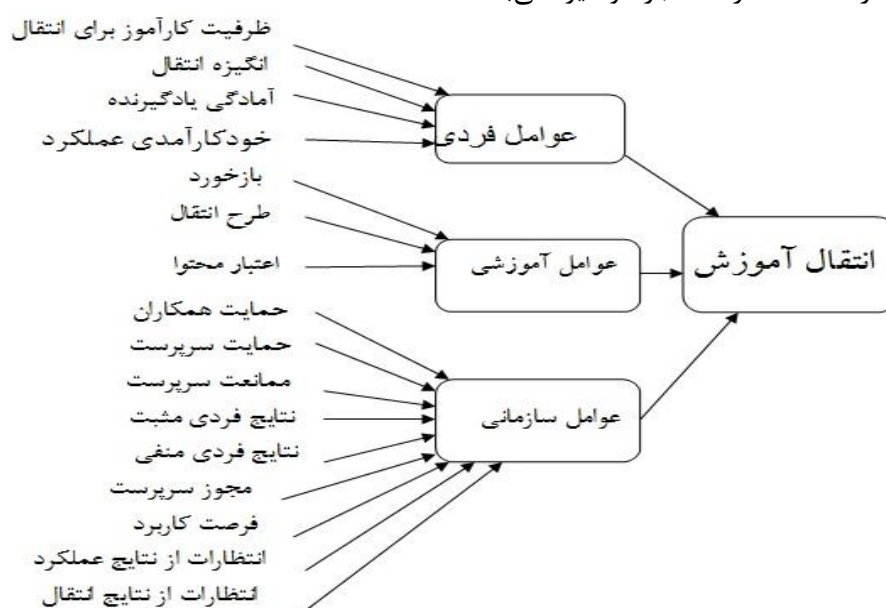 ظرفیت کارآموز برای انتقال
انگیزه انتقال
آمادگی یادگیرنده
خودکارآمدی عملکرد
عوامل فردی
بازخورد
طرح انتقال
اعتبار محتوا
عوامل آموزشی
انتقال آموزش
حمایت همکاران
حمایت سرپرست
ممانعت سرپرست
نتایج فردی مثبت
نتایج فردی منفی
مجوز سرپرست
فرصت کاربرد
انتظارات از نتایج عملکرد
انتظارات از نتایج انتقال
عوامل سازمانی